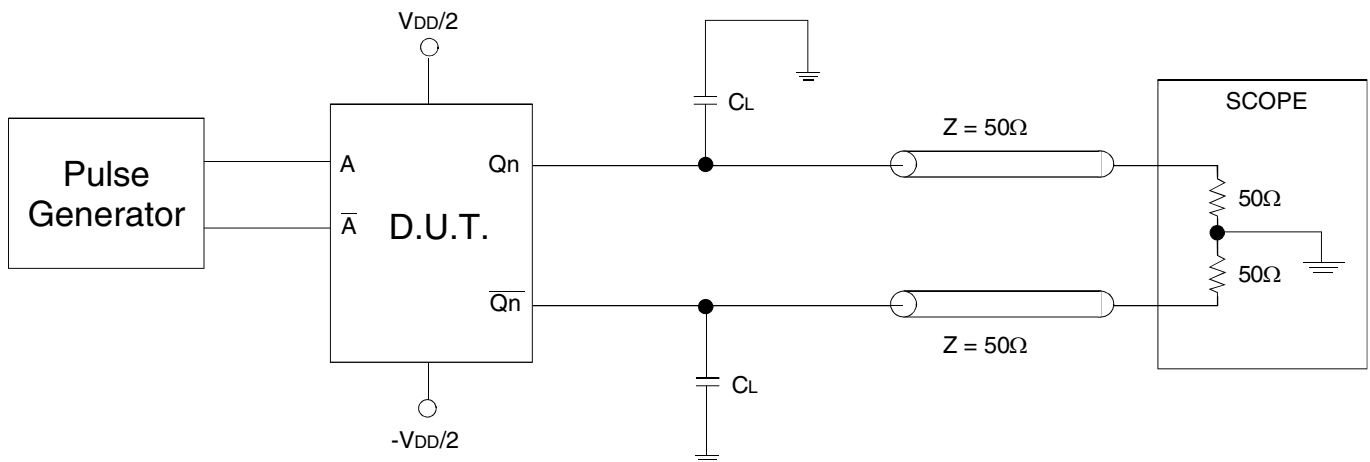 VDD/2
Pulse
Generator
A
A̅
D.U.T.
Qn
Q̅n̅
-VDD/2
CL
CL
Z = 50Ω
Z = 50Ω
SCOPE
50Ω
50Ω